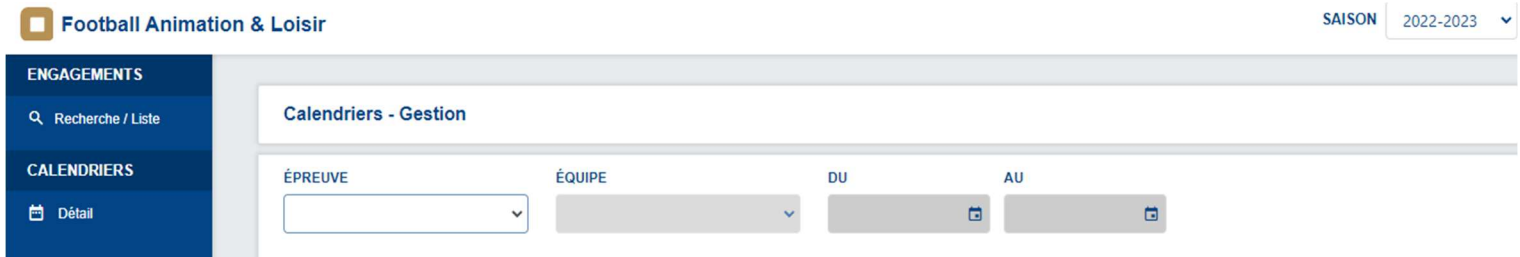 Football Animation & Loisir
SAISON 2022-2023
ENGAGEMENTS
Recherche / Liste
CALENDRIERS
Détail
Calendriers - Gestion
ÉPREUVE ÉQUIPE DU AU